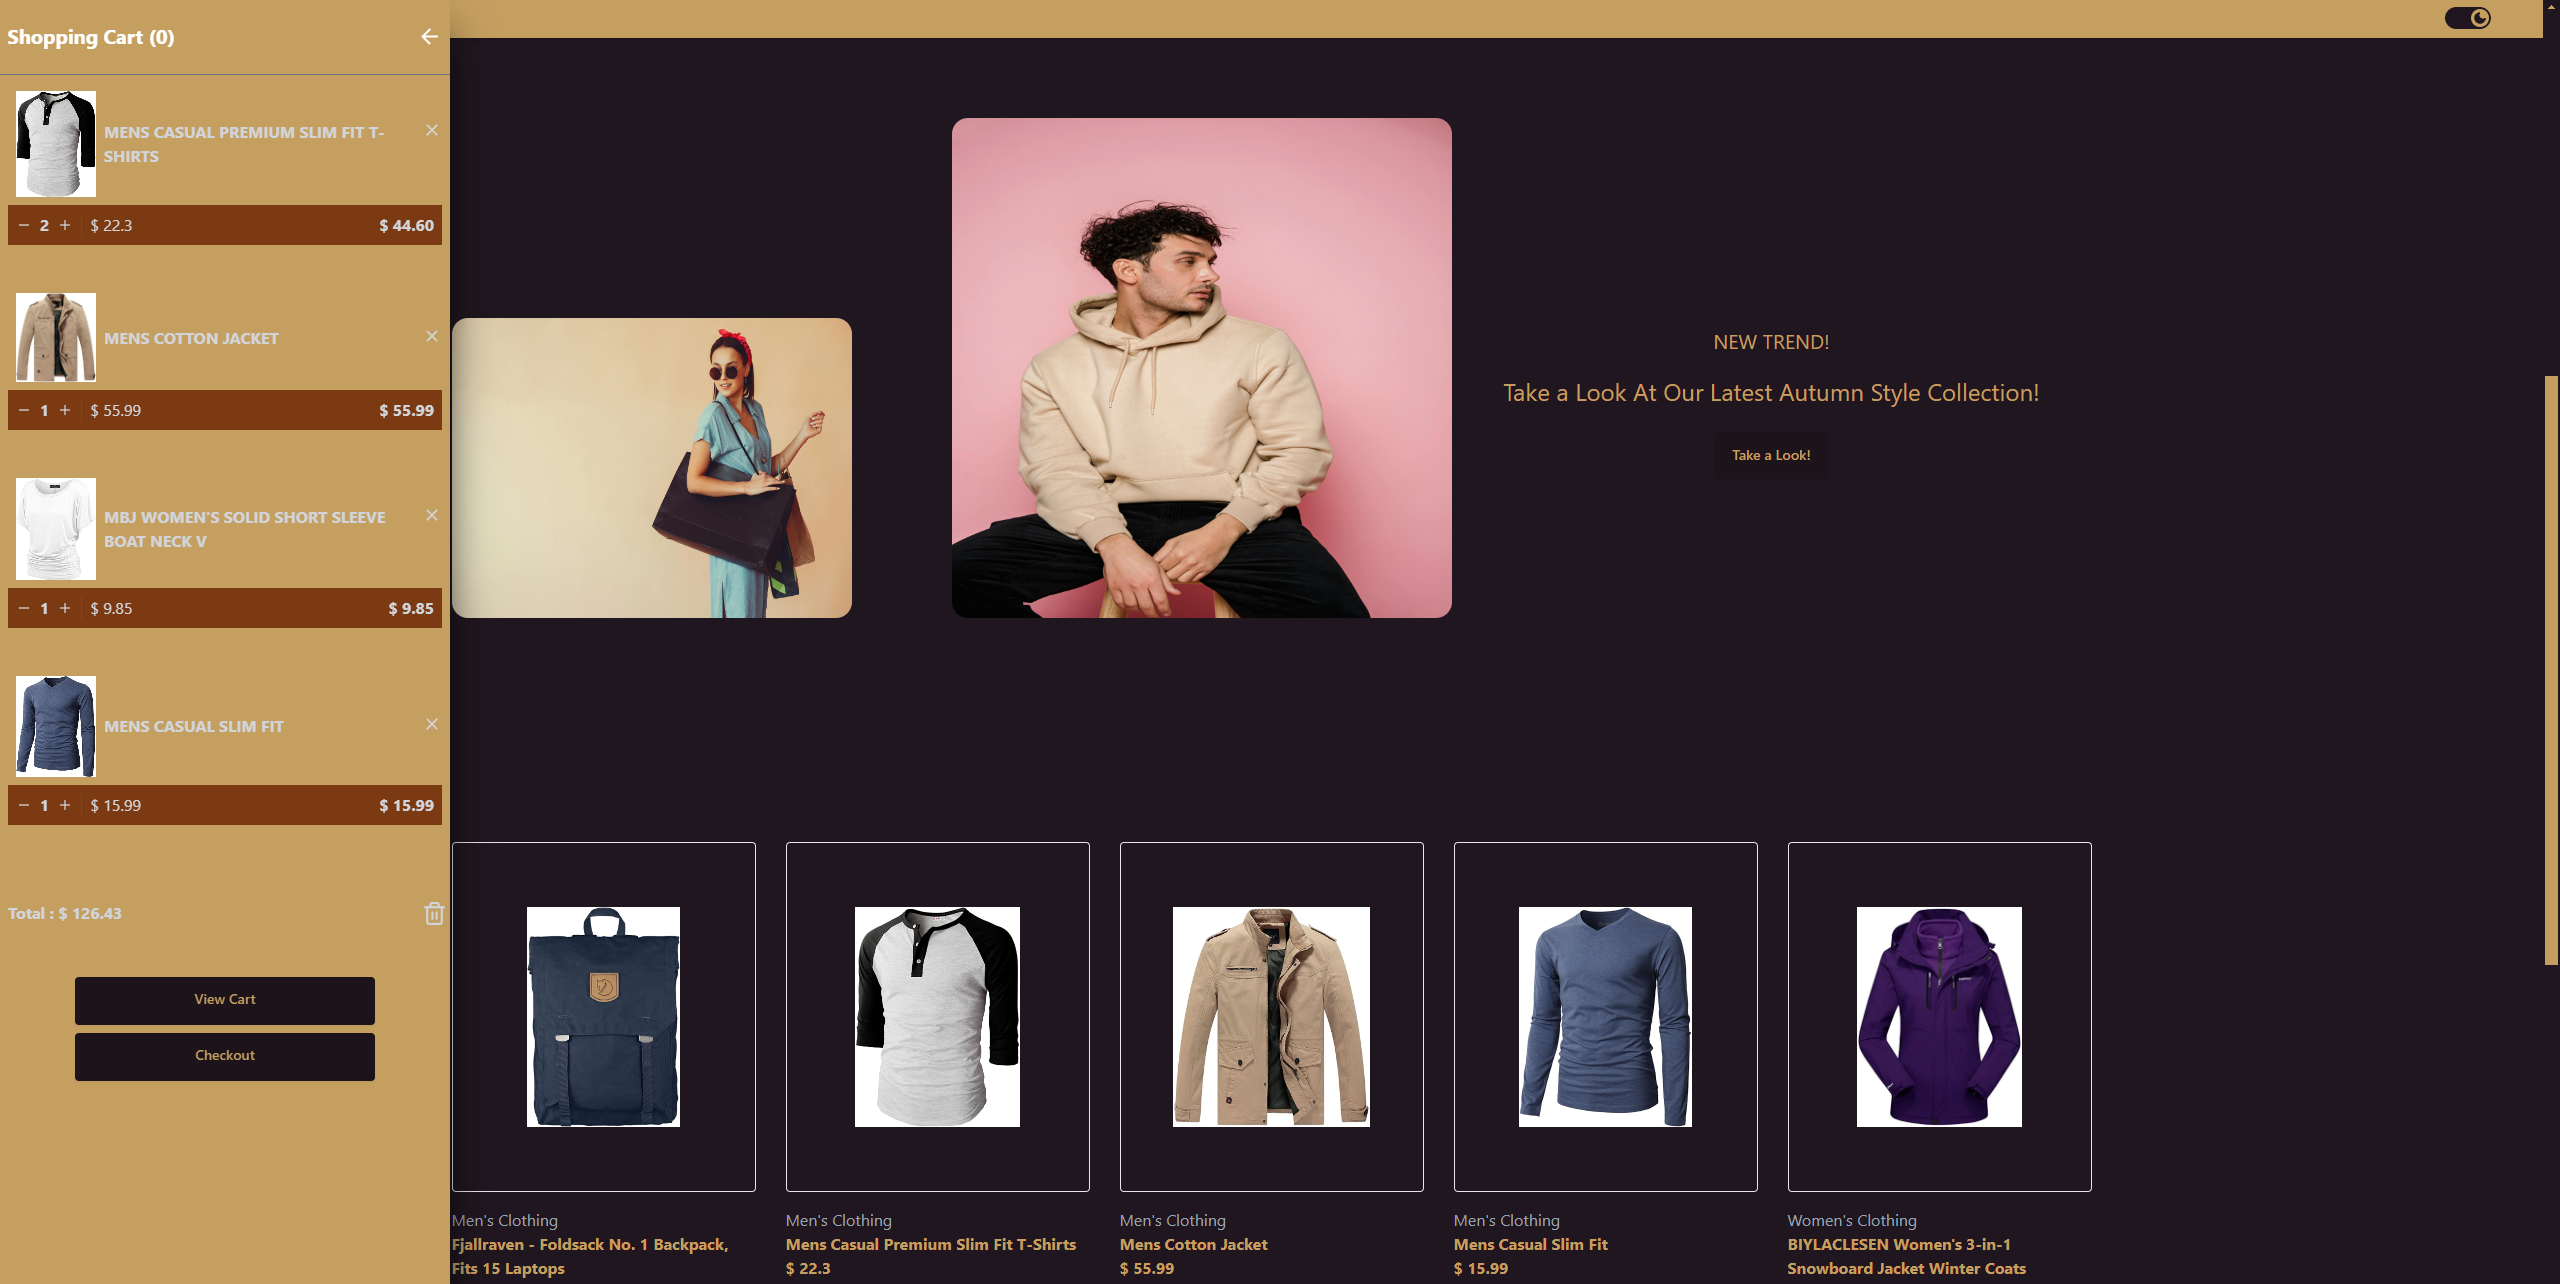 Shopping Cart (0)
MENS CASUAL PREMIUM SLIM FIT T-
SHIRTS
2 $ 22.3 $ 44.60
MENS COTTON JACKET
1 $ 55.99 $ 55.99
MBJ WOMEN'S SOLID SHORT SLEEVE
BOAT NECK V
1 $ 9.85 $ 9.85
MENS CASUAL SLIM FIT
1 $ 15.99 $ 15.99
Total : $ 126.43
View Cart
Checkout
NEW TREND!
Take a Look At Our Latest Autumn Style Collection!
Take a Look!
Men's Clothing
Fjallraven - Foldsack No. 1 Backpack,
Fits 15 Laptops
Men's Clothing
Mens Casual Premium Slim Fit T-Shirts
$ 22.3
Men's Clothing
Mens Cotton Jacket
$ 55.99
Men's Clothing
Mens Casual Slim Fit
$ 15.99
Women's Clothing
BIYLACLESEN Women's 3-in-1
Snowboard Jacket Winter Coats